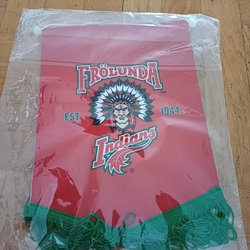 FRÖLUNDA
EST. 1944
Indians
©